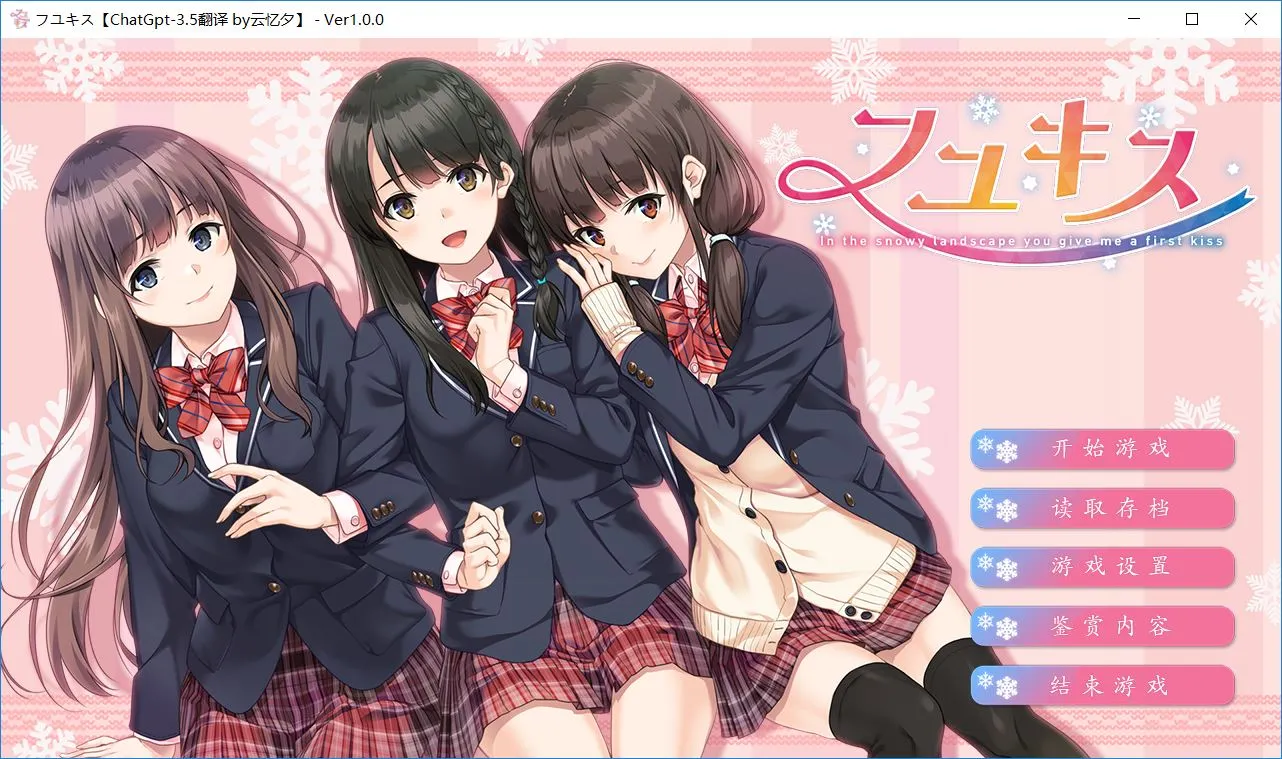 フユキス【ChatGpt-3.5翻译 by云忆夕】 - Ver1.0.0
フユキス
In the snowy landscape you give me a first kiss
开始游戏
读取存档
游戏设置
鉴赏内容
结束游戏